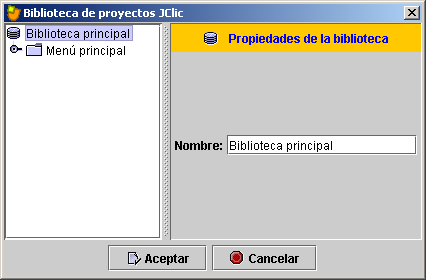 Biblioteca de proyectos JClic
Biblioteca principal
Menú principal
Propiedades de la biblioteca
Nombre: Biblioteca principal
Aceptar
Cancelar